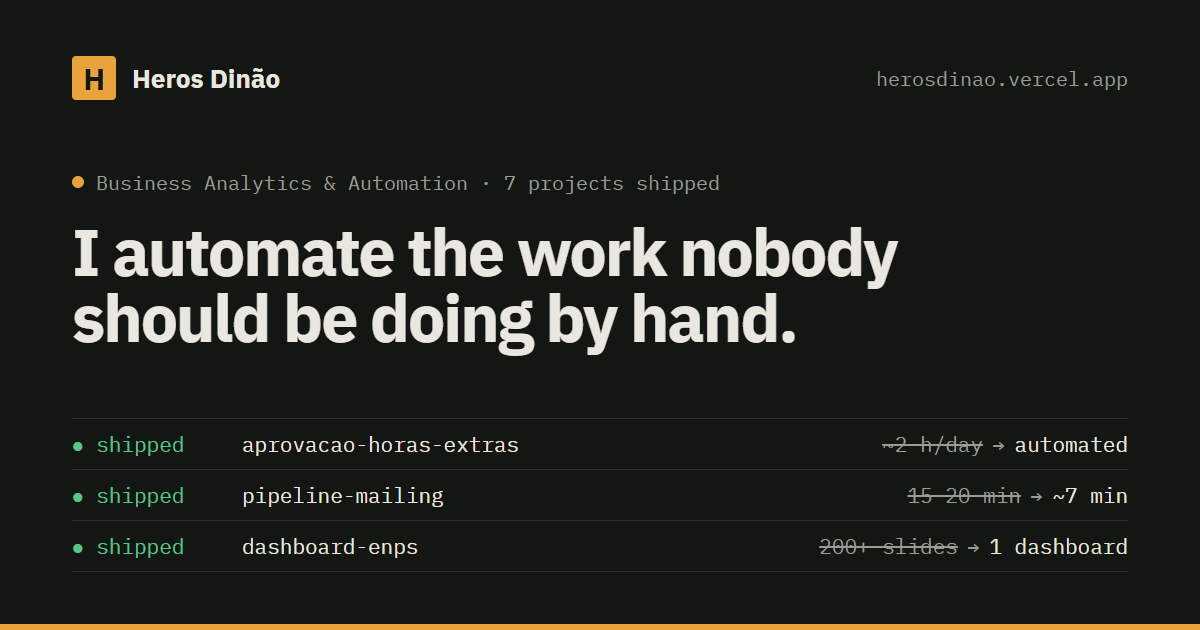 H Heros Dinão herosdinao.vercel.app
Business Analytics & Automation · 7 projects shipped
I automate the work nobody
should be doing by hand.
shipped aprovacao-horas-extras ~2 h/day → automated
shipped pipeline-mailing 15–20 min → ~7 min
shipped dashboard-enps 200+ slides → 1 dashboard